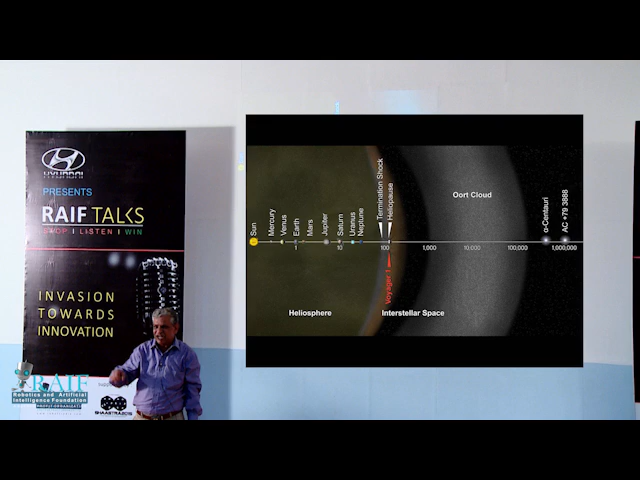 HYUNDAI
PRESENTS
RAIF TALKS
STOP I LISTEN I WIN
INVASION
TOWARDS
INNOVATION
RAIF
Robotics and Artificial
Intelligence Foundation
SHAASTRABOTS
Sun
Mercury
Venus
Earth
Mars
Jupiter
Saturn
Uranus
Neptune
Termination Shock
Heliopause
Voyager 1
Oort Cloud
α-Centauri
AC +79 3888
1
15
100
1,000
10,000
100,000
1,000,000
Heliosphere
Interstellar Space